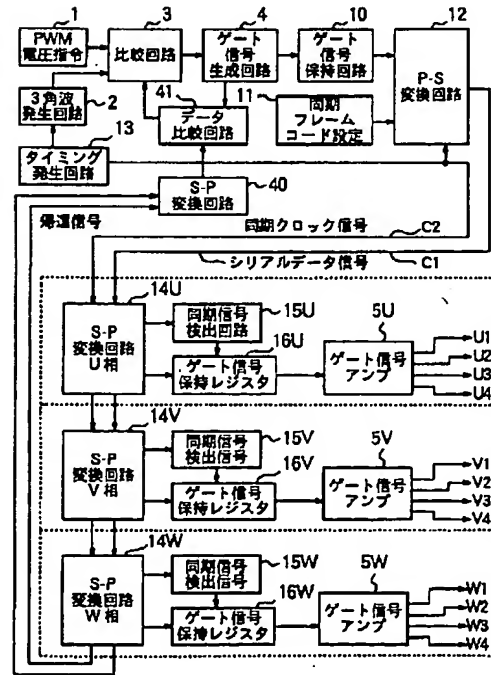 1
3
4
10
12
PWM
電圧指令
比較回路
ゲート
信号
生成回路
ゲート
信号
保持回路
P-S
変換回路
3角波
発生回路
2
41
データ
比較回路
11
同期
フレーム
コード設定
13
タイミング
発生回路
S-P
変換回路
40
帰還信号
同期クロック信号
C2
シリアルデータ信号
C1
14U
S-P
変換回路
U相
同期信号
検出回路
15U
16U
ゲート信号
保持レジスタ
5U
ゲート信号
アンプ
U1
U2
U3
U4
14V
S-P
変換回路
V相
同期信号
検出信号
15V
16V
ゲート信号
保持レジスタ
5V
ゲート信号
アンプ
V1
V2
V3
V4
14W
S-P
変換回路
W相
同期信号
検出信号
15W
16W
ゲート信号
保持レジスタ
5W
ゲート信号
アンプ
W1
W2
W3
W4